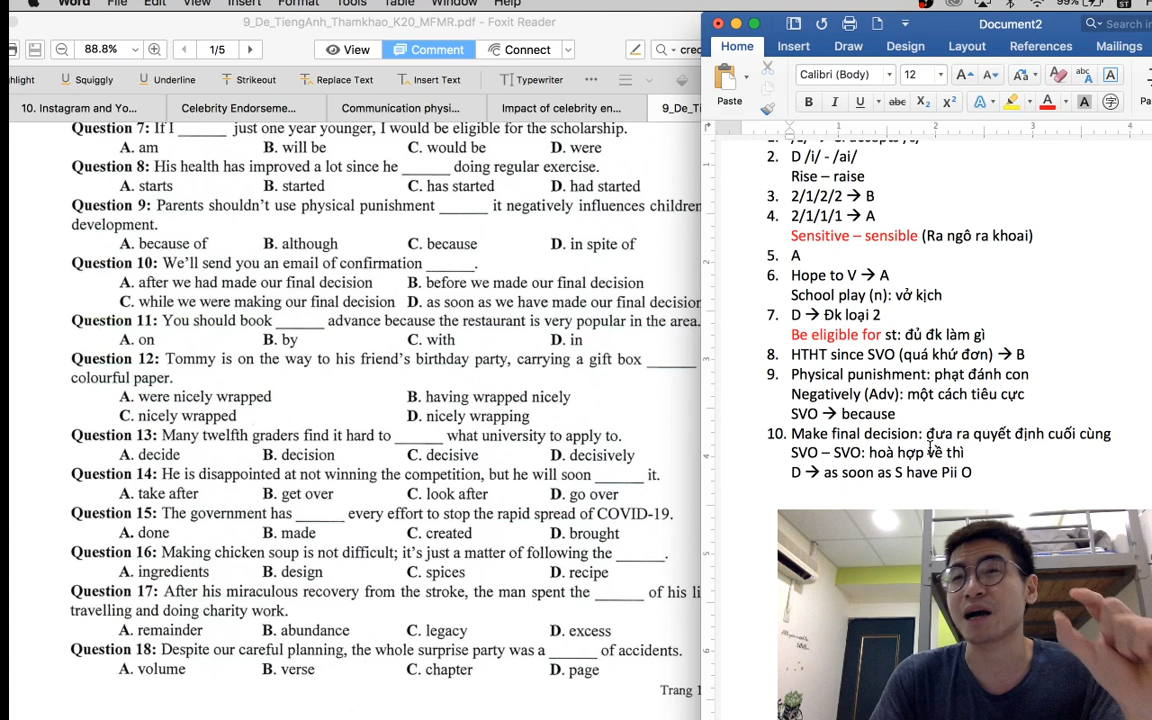 Word File Edit View Insert Format Tools Table Window Help 99%
9_De_TiengAnh_Thamkhao_K20_MFMR.pdf - Foxit Reader
88.8% 1/5 View Comment Connect
hlight Squiggly Underline Strikeout Replace Text Insert Text Typewriter
10. Instagram and Yo... Celebrity Endorseme... Communication physi... Impact of celebrity en... 9_De_Ti
Question 7: If I ______ just one year younger, I would be eligible for the scholarship.
A. am B. will be C. would be D. were
Question 8: His health has improved a lot since he ______ doing regular exercise.
A. starts B. started C. has started D. had started
Question 9: Parents shouldn't use physical punishment ______ it negatively influences children
development.
A. because of B. although C. because D. in spite of
Question 10: We'll send you an email of confirmation ______.
A. after we had made our final decision B. before we made our final decision
C. while we were making our final decision D. as soon as we have made our final decision
Question 11: You should book ______ advance because the restaurant is very popular in the area.
A. on B. by C. with D. in
Question 12: Tommy is on the way to his friend's birthday party, carrying a gift box ______
colourful paper.
A. were nicely wrapped B. having wrapped nicely
C. nicely wrapped D. nicely wrapping
Question 13: Many twelfth graders find it hard to ______ what university to apply to.
A. decide B. decision C. decisive D. decisively
Question 14: He is disappointed at not winning the competition, but he will soon ______ it.
A. take after B. get over C. look after D. go over
Question 15: The government has ______ every effort to stop the rapid spread of COVID-19.
A. done B. made C. created D. brought
Question 16: Making chicken soup is not difficult; it's just a matter of following the ______.
A. ingredients B. design C. spices D. recipe
Question 17: After his miraculous recovery from the stroke, the man spent the ______ of his li
travelling and doing charity work.
A. remainder B. abundance C. legacy D. excess
Question 18: Despite our careful planning, the whole surprise party was a ______ of accidents.
A. volume B. verse C. chapter D. page
Trang 1
Document2
Search in
Home Insert Draw Design Layout References Mailings
Paste
Calibri (Body) 12
2. D /i/ - /ai/
Rise – raise
3. 2/1/2/2 → B
4. 2/1/1/1 → A
Sensitive – sensible (Ra ngô ra khoai)
5. A
6. Hope to V → A
School play (n): vở kịch
7. D → Đk loại 2
Be eligible for st: đủ đk làm gì
8. HTHT since SVO (quá khứ đơn) → B
9. Physical punishment: phạt đánh con
Negatively (Adv): một cách tiêu cực
SVO → because
10. Make final decision: đưa ra quyết định cuối cùng
SVO – SVO: hoà hợp về thì
D → as soon as S have Pii O